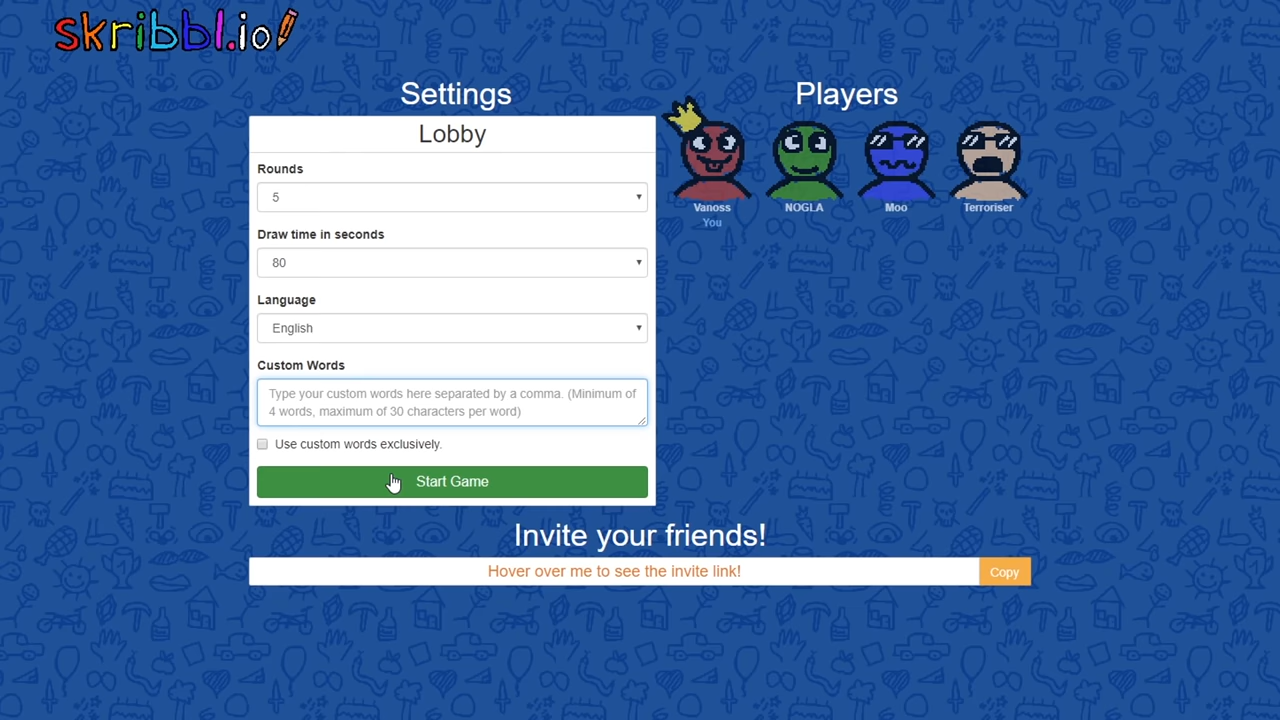 skribbl.io
Settings
Players
Lobby
Rounds
5
Draw time in seconds
80
Language
English
Custom Words
Type your custom words here separated by a comma. (Minimum of
4 words, maximum of 30 characters per word)
Use custom words exclusively.
Start Game
Vanoss
You
NOGLA
Moo
Terroriser
Invite your friends!
Hover over me to see the invite link!
Copy